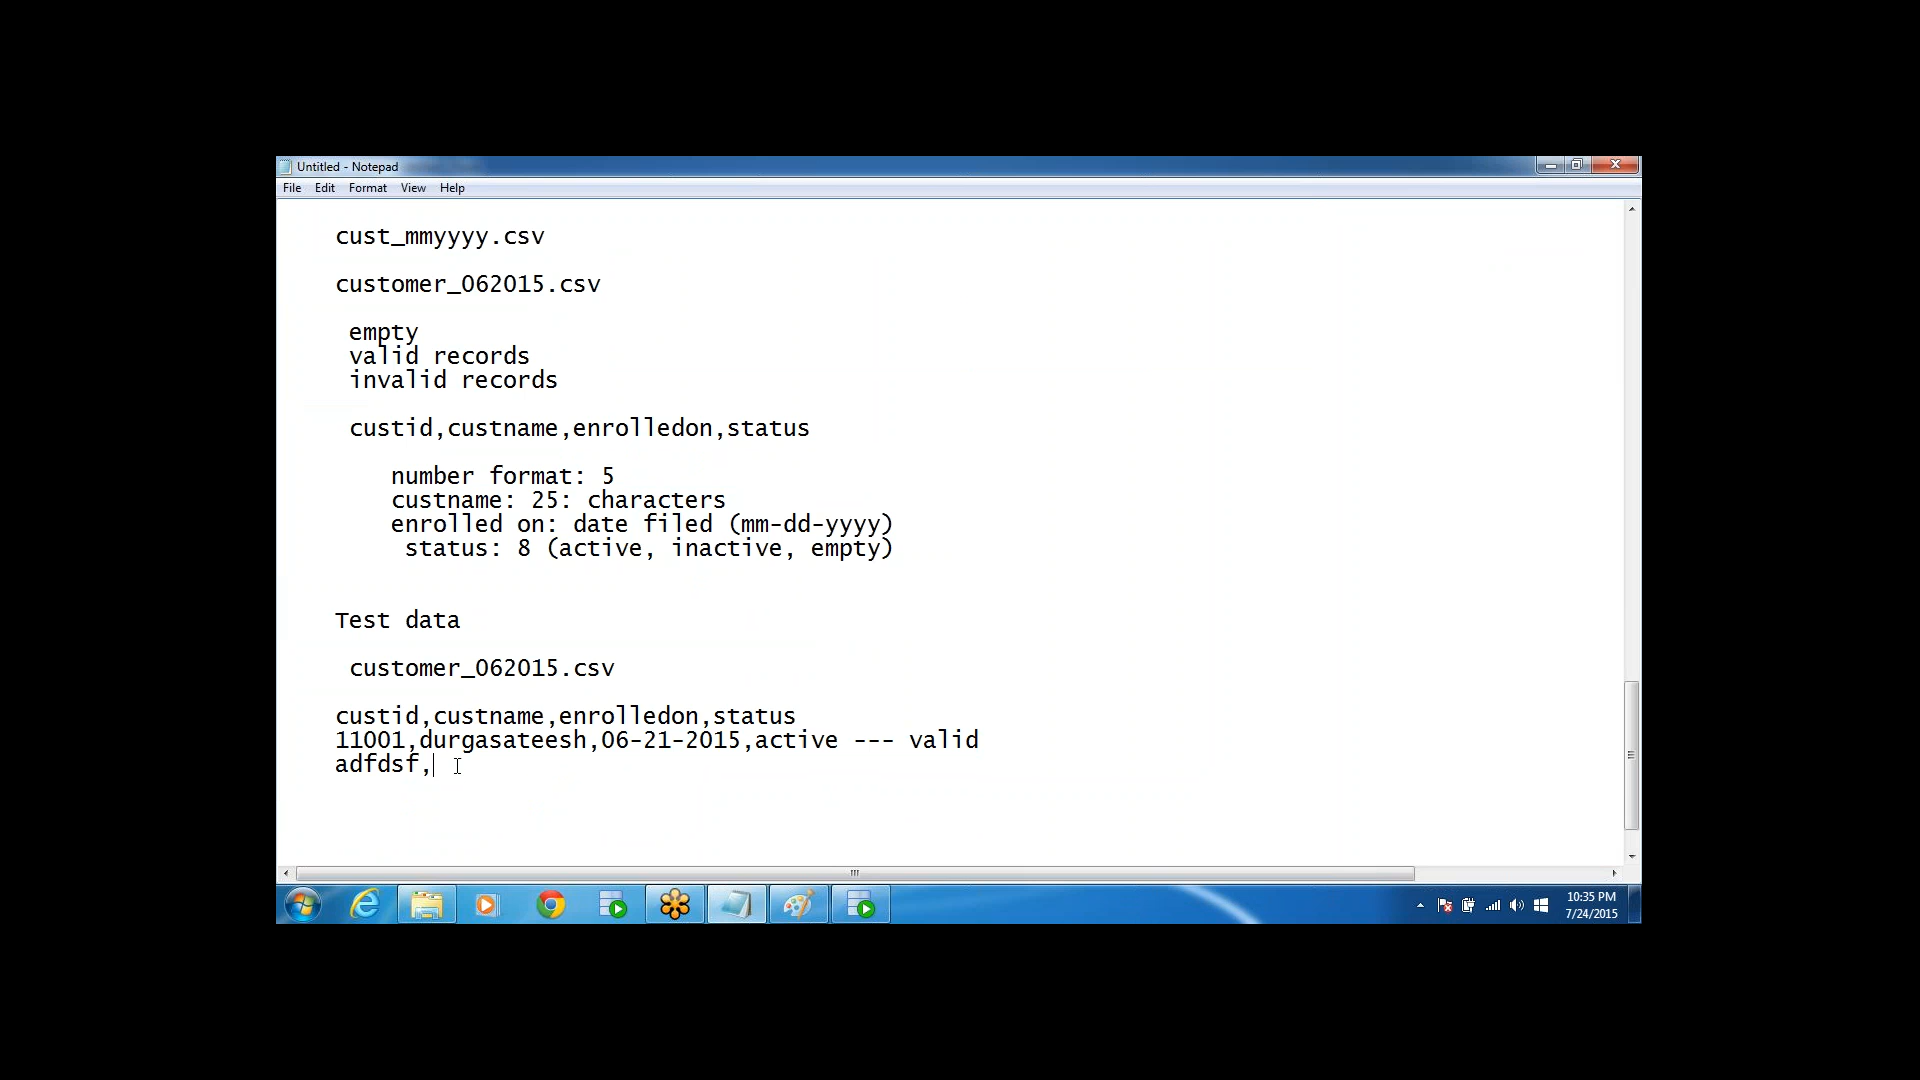 Untitled - Notepad
File Edit Format View Help
cust_mmyyyy.csv
customer_062015.csv
empty
valid records
invalid records
custid,custname,enrolledon,status
number format: 5
custname: 25: characters
enrolled on: date filed (mm-dd-yyyy)
status: 8 (active, inactive, empty)
Test data
customer_062015.csv
custid,custname,enrolledon,status
11001,durgasateesh,06-21-2015,active --- valid
adfdsf,
10:35 PM
7/24/2015